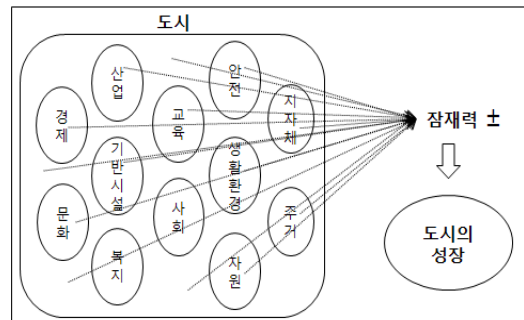 도시
산업
안전
경제
교육
지자체
기반시설
생활환경
문화
사회
주거
복지
자원
잠재력 ±
도시의
성장